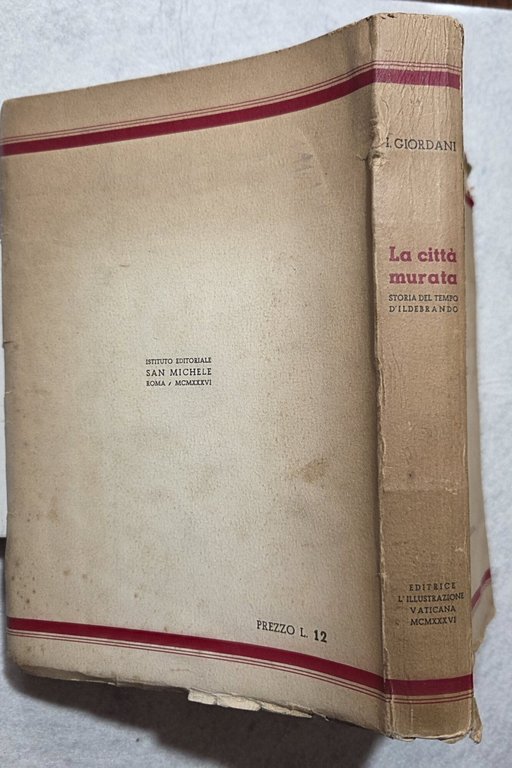 ISTITUTO EDITORIALE
SAN MICHELE
ROMA / MCMXXXVI
PREZZO L. 12
I. GIORDANI
La città
murata
STORIA DEL TEMPO
D'ILDEBRANDO
EDITRICE
L'ILLUSTRAZIONE
VATICANA
MCMXXXVI